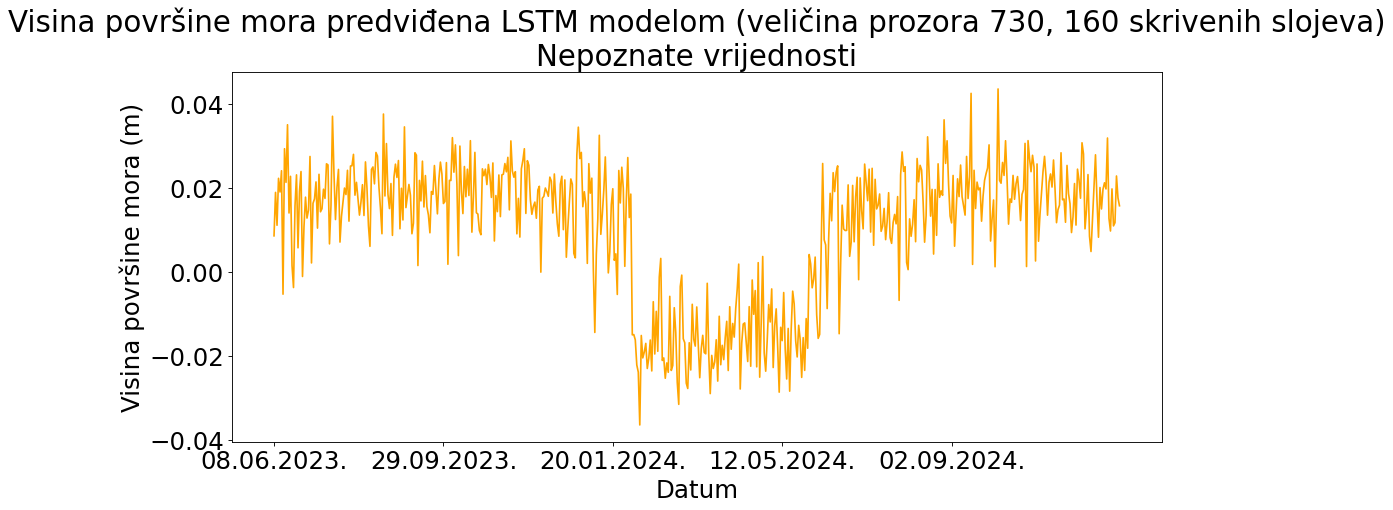 Visina površine mora predviđena LSTM modelom (veličina prozora 730, 160 skrivenih slojeva)
Nepoznate vrijednosti
Visina površine mora (m)
0.04
0.02
0.00
−0.02
−0.04
08.06.2023. 29.09.2023. 20.01.2024. 12.05.2024. 02.09.2024.
Datum